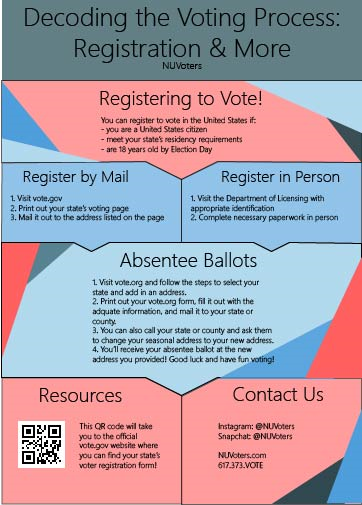 Decoding the Voting Process:
Registration & More
NUVoters
Registering to Vote!
You can register to vote in the United States if:
- you are a United States citizen
- meet your state's residency requirements
- are 18 years old by Election Day
Register by Mail
1. Visit vote.gov
2. Print out your state's voting page
3. Mail it out to the address listed on the page
Register in Person
1. Visit the Department of Licensing with
appropriate identification
2. Complete necessary paperwork in person
Absentee Ballots
1. Visit vote.org and follow the steps to select your
state and add in an address.
2. Print out your vote.org form, fill it out with the
adquate information, and mail it to your state or
county.
3. You can also call your state or county and ask them
to change your seasonal address to your new address.
4. You'll receive your absentee ballot at the new
address you provided! Good luck and have fun voting!
Resources
This QR code will take
you to the official
vote.gov website where
you can find your state's
voter registration form!
Contact Us
Instagram: @NUVoters
Snapchat: @NUVoters
NUVoters.com
617.373.VOTE